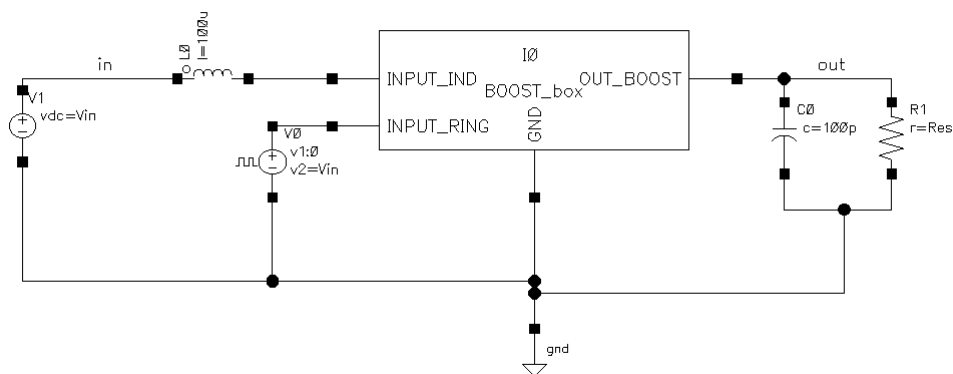 L0
l=100u
in
I0
out
INPUT_IND
OUT_BOOST
BOOST_box
V1
vdc=Vin
C0
c=100p
R1
r=Res
INPUT_RING
GND
V0
v1:0
v2=Vin
gnd